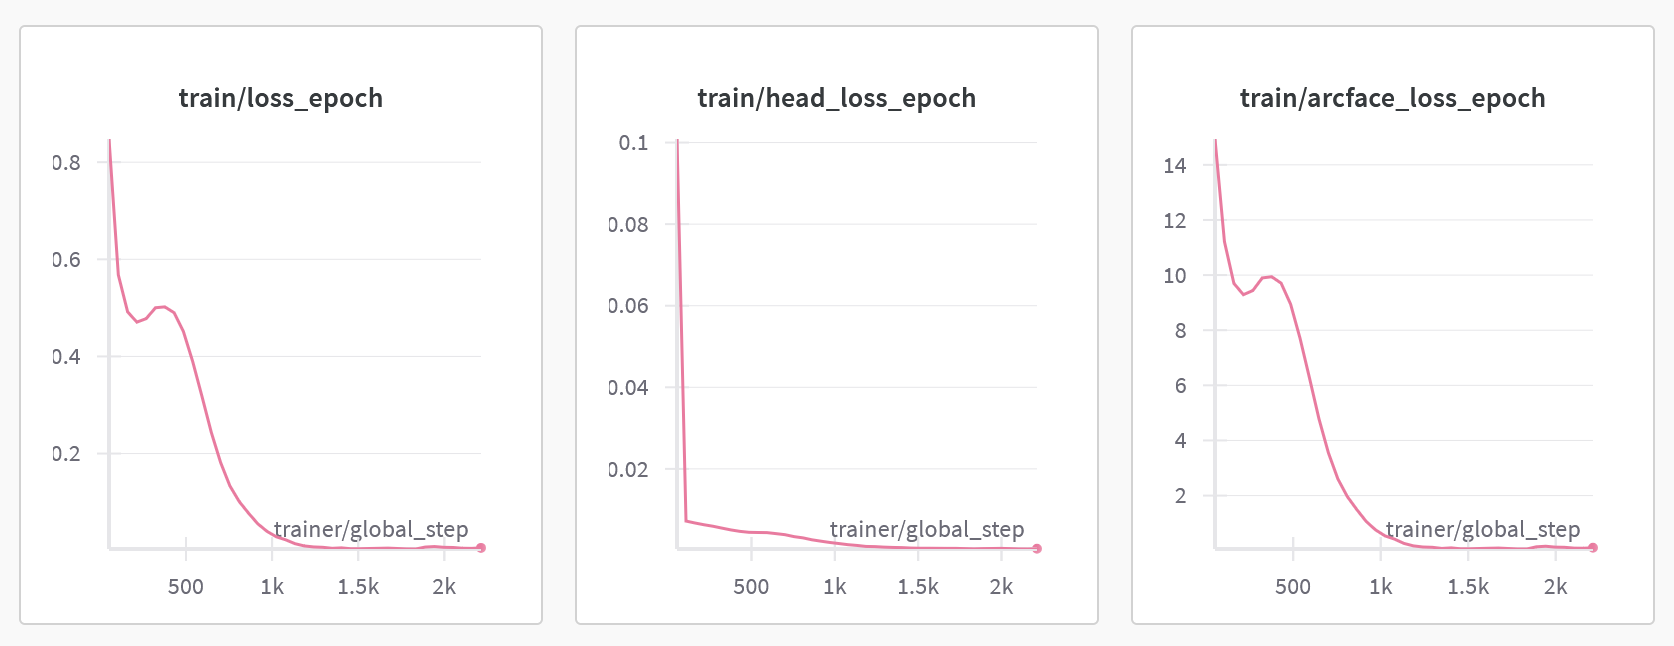 train/loss_epoch
0.8
0.6
0.4
0.2
trainer/global_step
500 1k 1.5k 2k
train/head_loss_epoch
0.1
0.08
0.06
0.04
0.02
trainer/global_step
500 1k 1.5k 2k
train/arcface_loss_epoch
14
12
10
8
6
4
2
trainer/global_step
500 1k 1.5k 2k